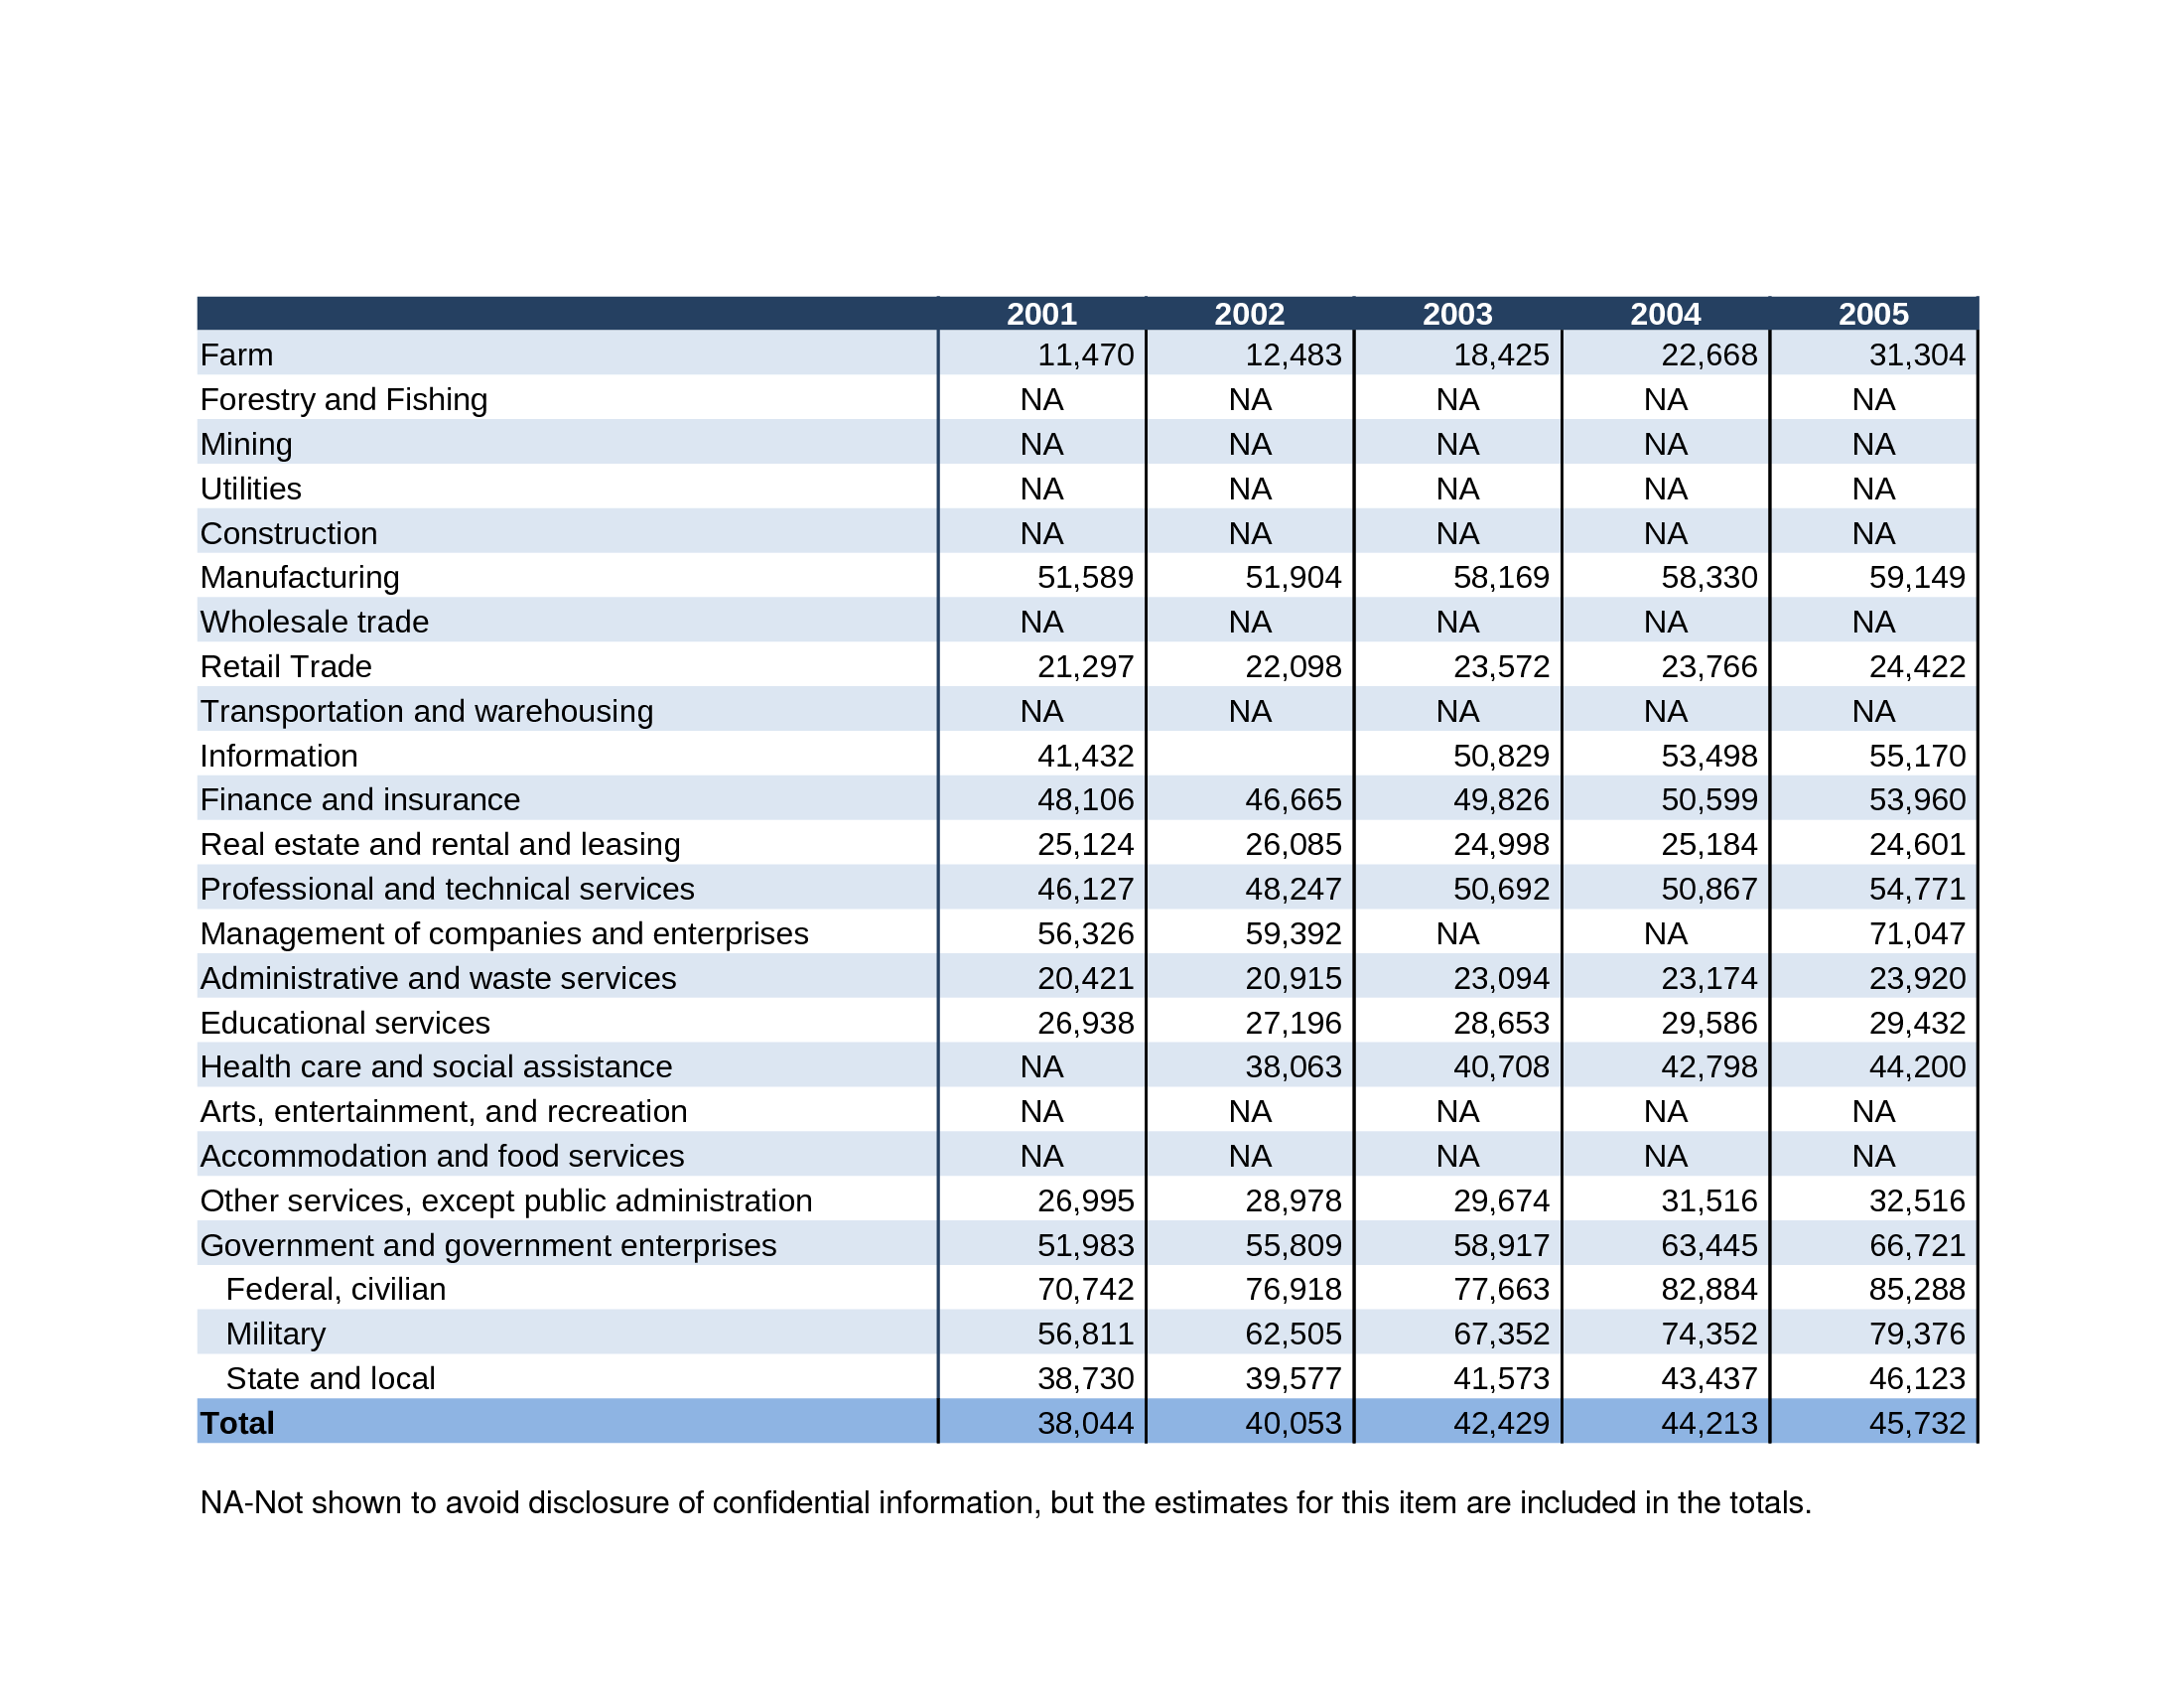 2001 2002 2003 2004 2005
Farm 11,470 12,483 18,425 22,668 31,304
Forestry and Fishing NA NA NA NA NA
Mining NA NA NA NA NA
Utilities NA NA NA NA NA
Construction NA NA NA NA NA
Manufacturing 51,589 51,904 58,169 58,330 59,149
Wholesale trade NA NA NA NA NA
Retail Trade 21,297 22,098 23,572 23,766 24,422
Transportation and warehousing NA NA NA NA NA
Information 41,432 50,829 53,498 55,170
Finance and insurance 48,106 46,665 49,826 50,599 53,960
Real estate and rental and leasing 25,124 26,085 24,998 25,184 24,601
Professional and technical services 46,127 48,247 50,692 50,867 54,771
Management of companies and enterprises 56,326 59,392 NA NA 71,047
Administrative and waste services 20,421 20,915 23,094 23,174 23,920
Educational services 26,938 27,196 28,653 29,586 29,432
Health care and social assistance NA 38,063 40,708 42,798 44,200
Arts, entertainment, and recreation NA NA NA NA NA
Accommodation and food services NA NA NA NA NA
Other services, except public administration 26,995 28,978 29,674 31,516 32,516
Government and government enterprises 51,983 55,809 58,917 63,445 66,721
Federal, civilian 70,742 76,918 77,663 82,884 85,288
Military 56,811 62,505 67,352 74,352 79,376
State and local 38,730 39,577 41,573 43,437 46,123
Total 38,044 40,053 42,429 44,213 45,732
NA-Not shown to avoid disclosure of confidential information, but the estimates for this item are included in the totals.